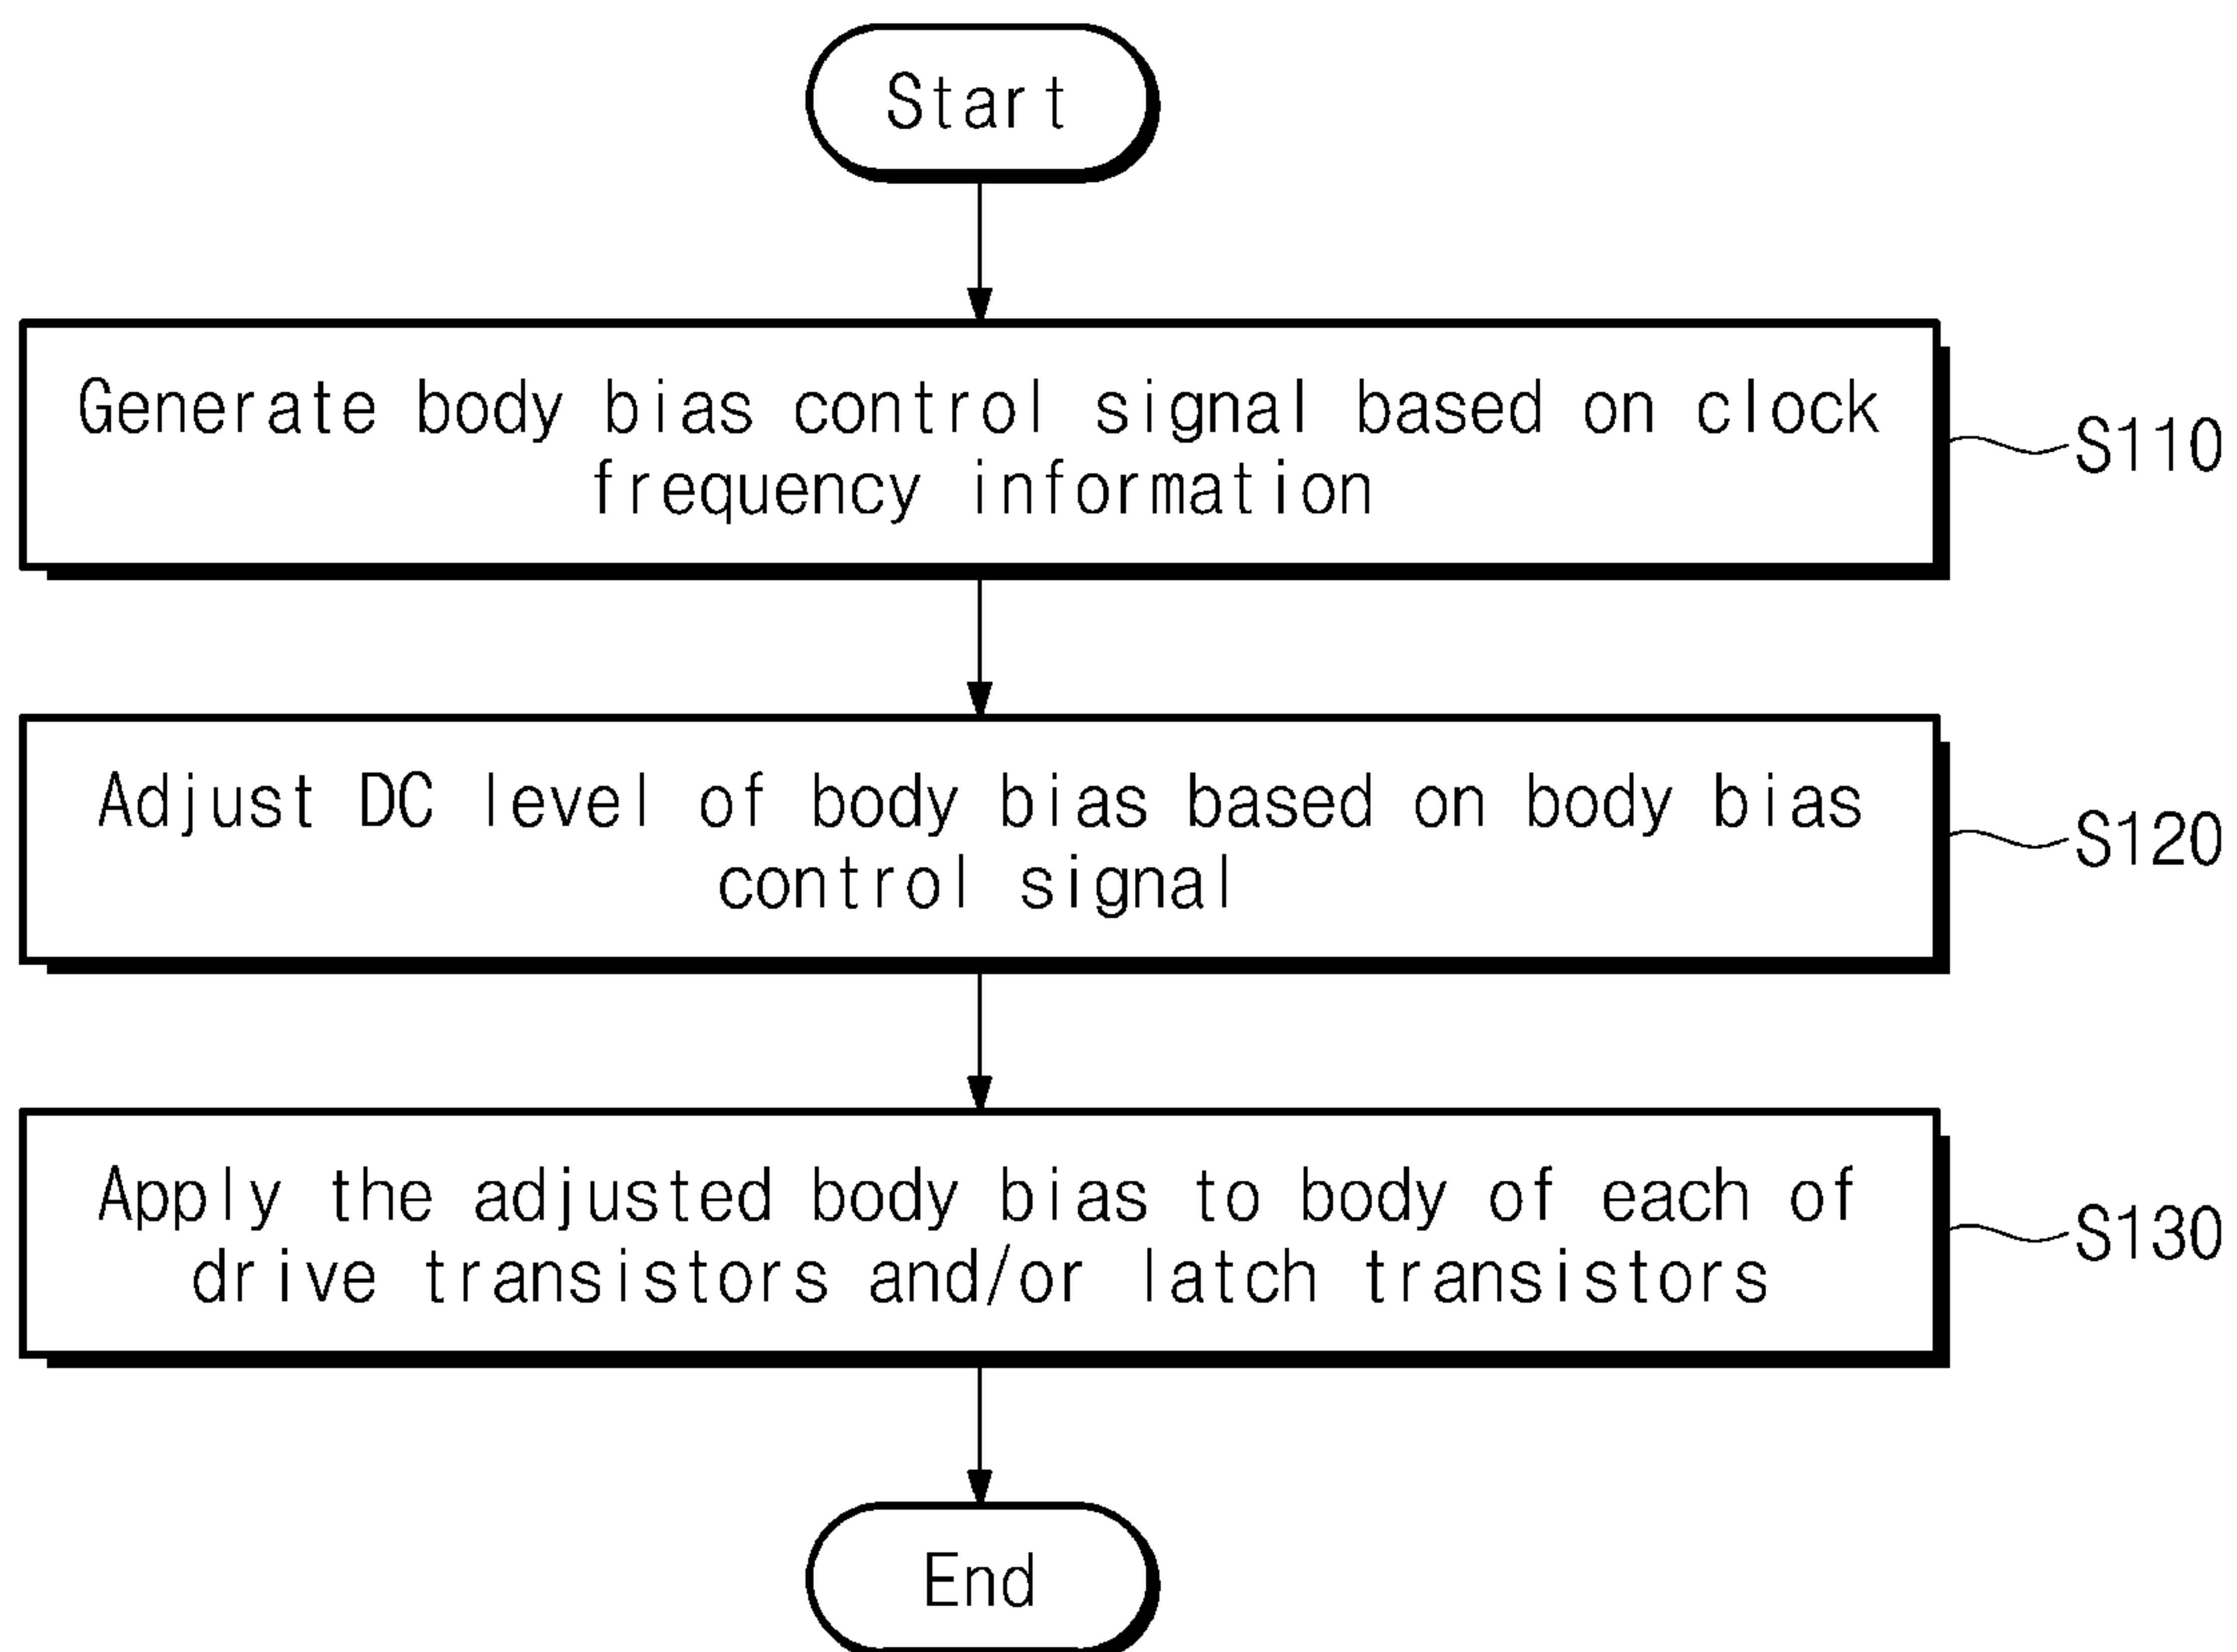 Start
Generate body bias control signal based on clock
frequency information
S110
Adjust DC level of body bias based on body bias
control signal
S120
Apply the adjusted body bias to body of each of
drive transistors and/or latch transistors
S130
End